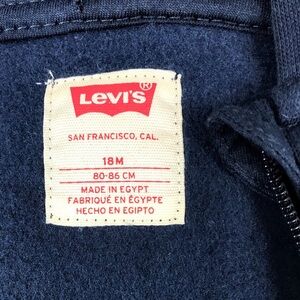 Levi's®
SAN FRANCISCO, CAL.
18M
80-86 CM
MADE IN EGYPT
FABRIQUÉ EN ÉGYPTE
HECHO EN EGIPTO